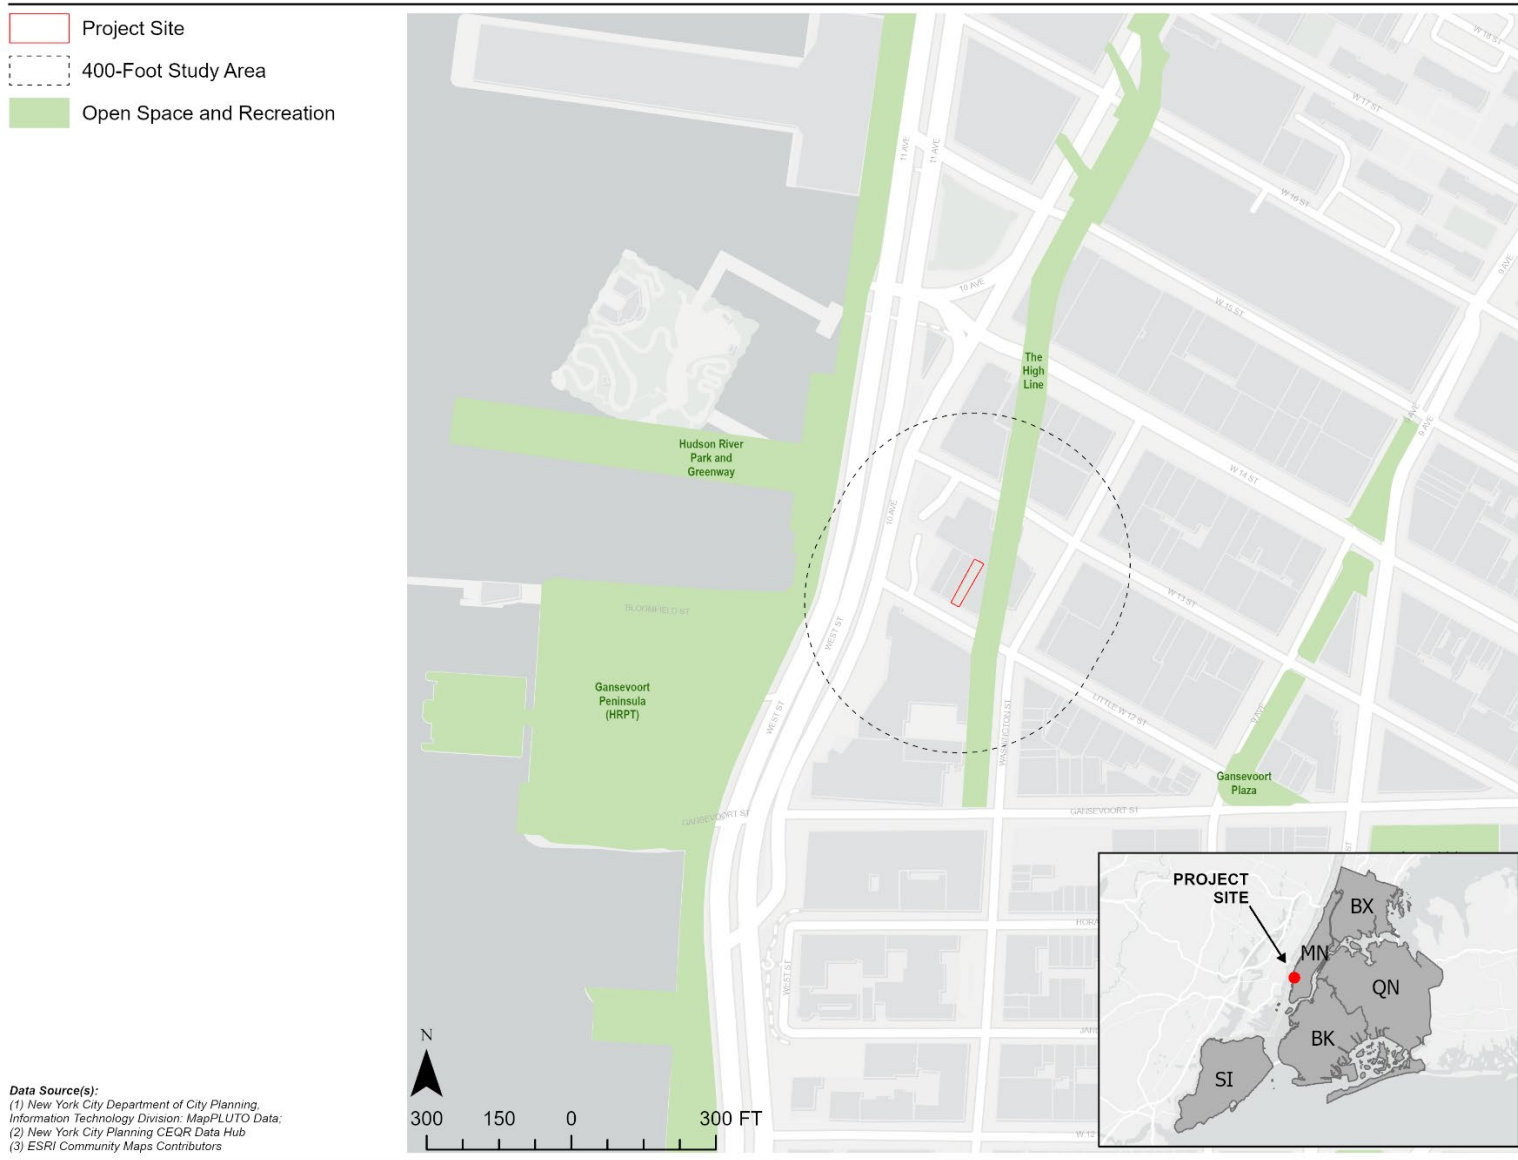 Project Site
400-Foot Study Area
Open Space and Recreation
W 18 ST
W 17 ST
11 AVE
11 AVE
W 16 ST
9 AVE
10 AVE
W 15 ST
The
High
Line
9 AVE
Hudson River
Park and
Greenway
W 14 ST
10 AVE
W 13 ST
BLOOMFIELD ST
WEST ST
Gansevoort
Peninsula
(HRPT)
WEST ST
LITTLE W 12 ST
WASHINGTON ST
Gansevoort
Plaza
GANSEVOORT ST
GANSEVOORT ST
WEST ST
W 12
PROJECT
SITE
BX
MN
QN
BK
SI
N
300 150 0 300 FT
Data Source(s):
(1) New York City Department of City Planning,
Information Technology Division: MapPLUTO Data;
(2) New York City Planning CEQR Data Hub
(3) ESRI Community Maps Contributors